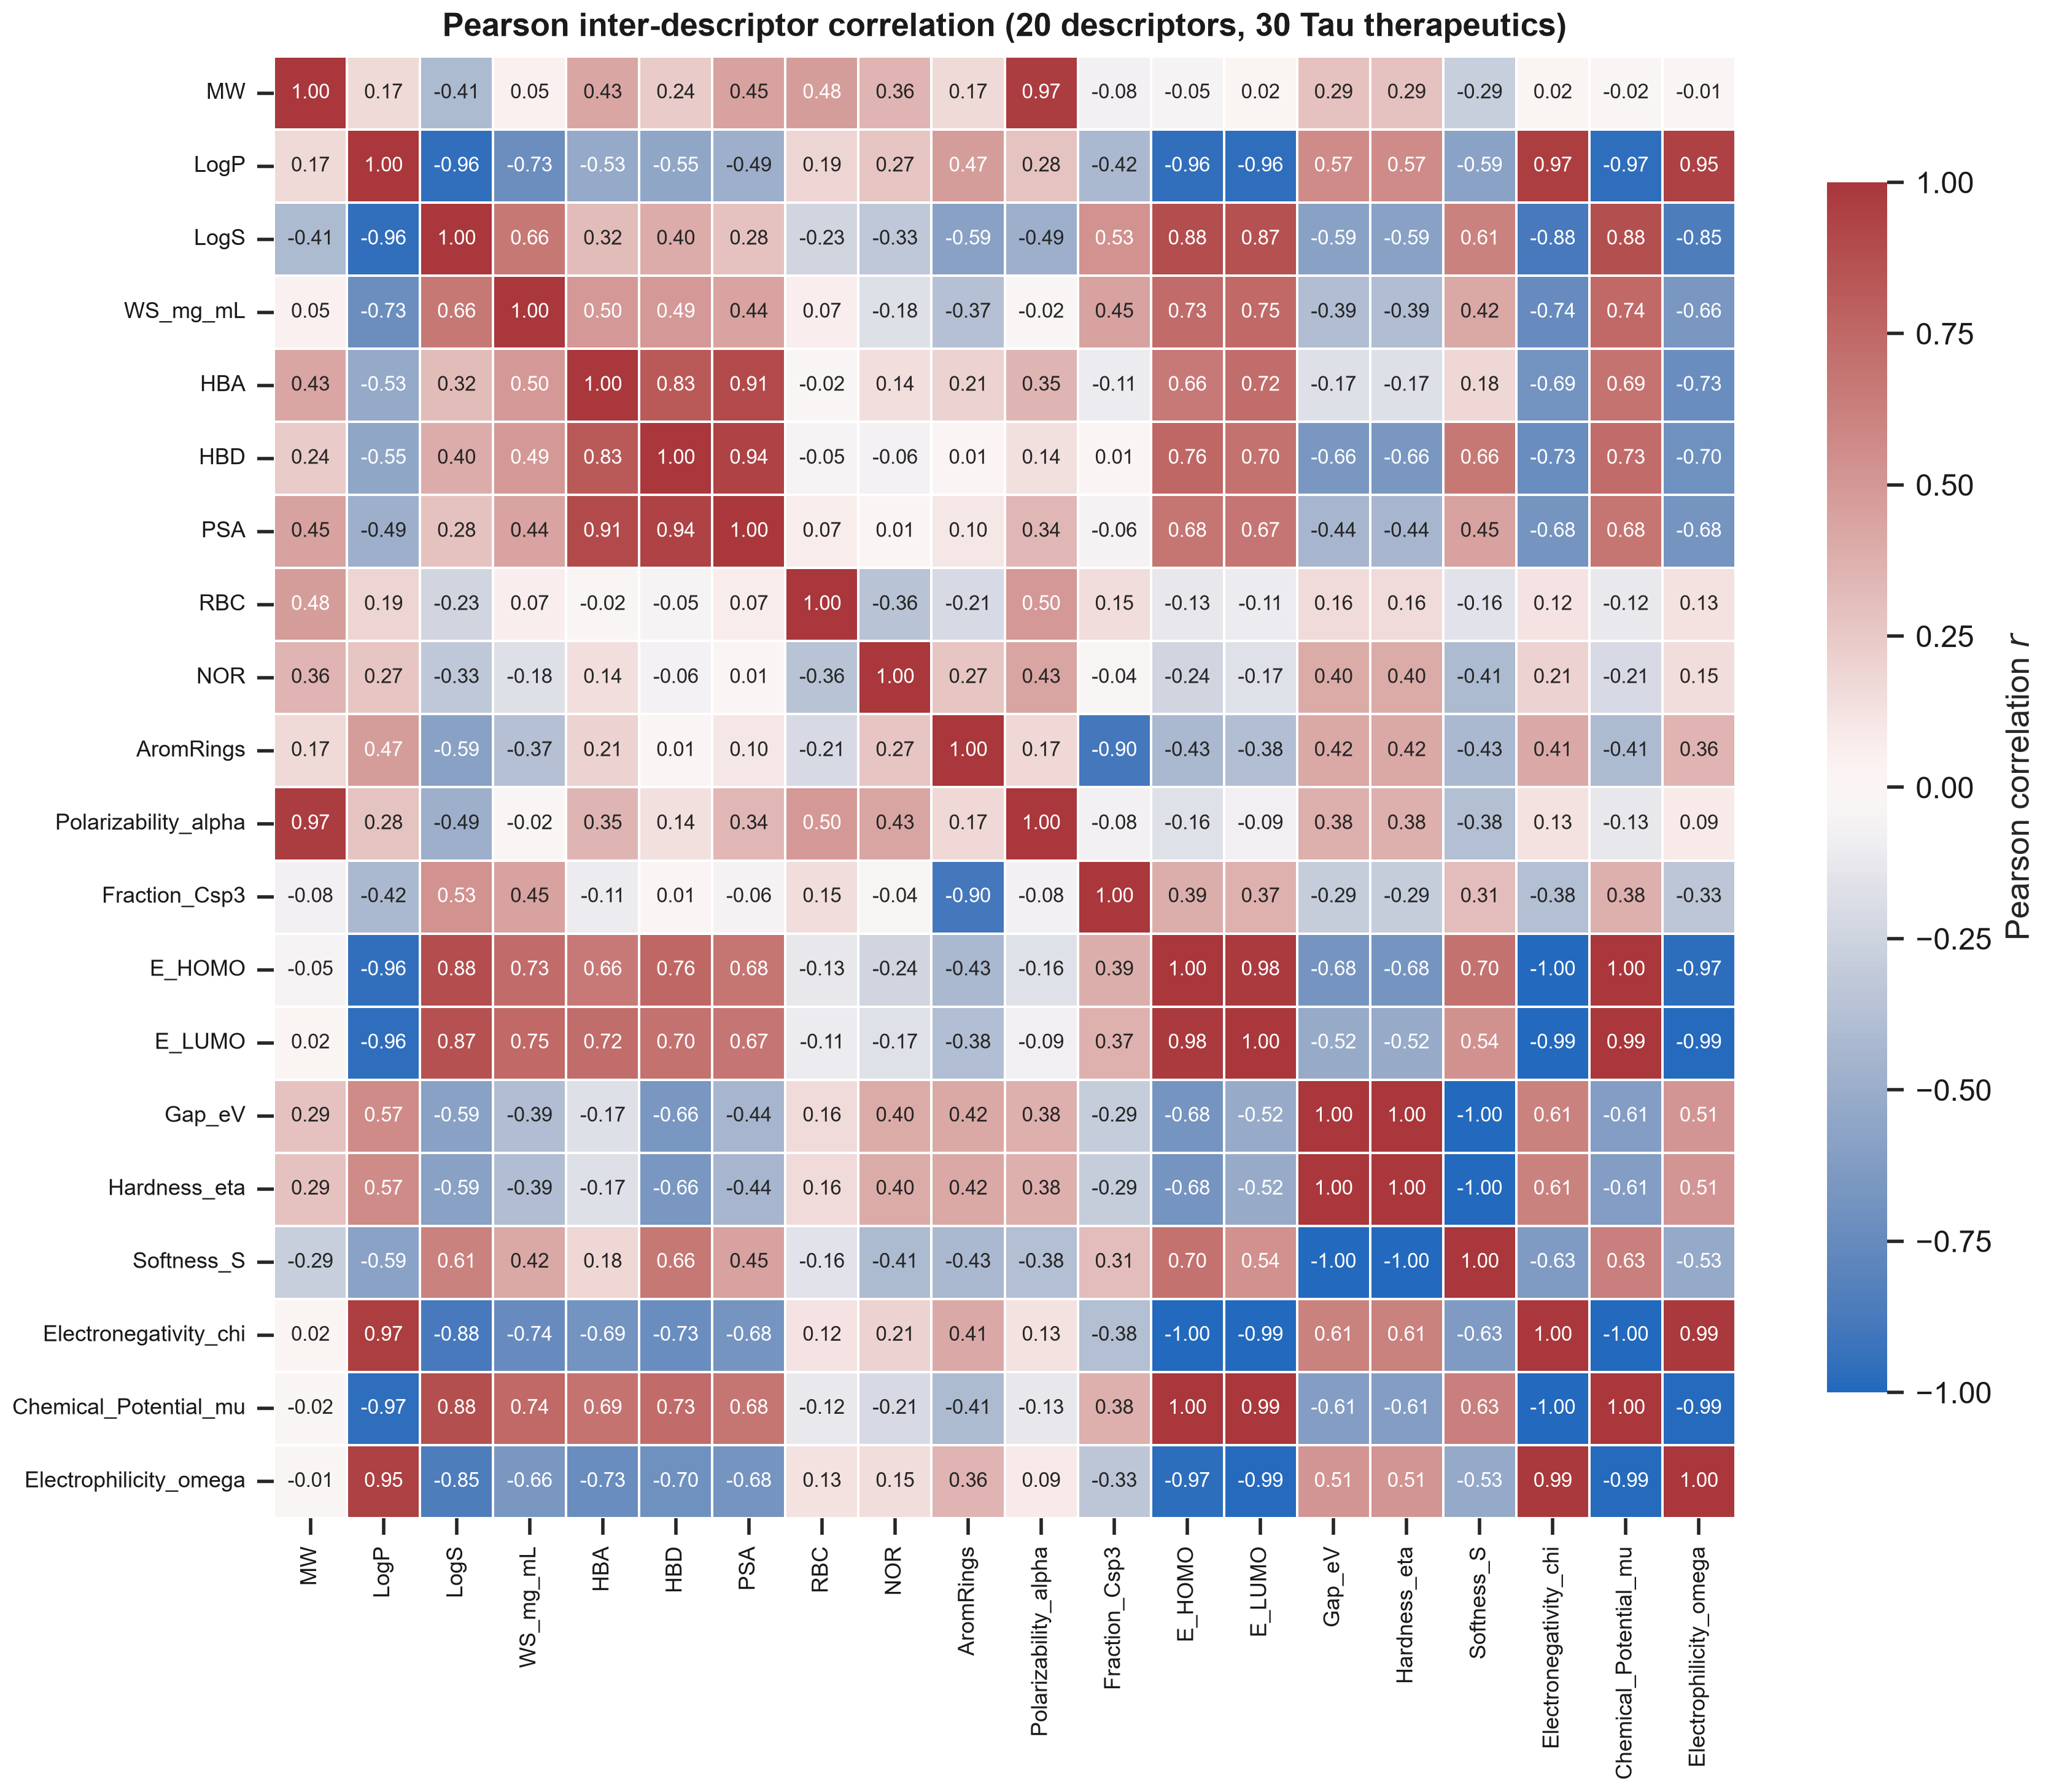 Pearson inter-descriptor correlation (20 descriptors, 30 Tau therapeutics)
MW 1.00 0.17 -0.41 0.05 0.43 0.24 0.45 0.48 0.36 0.17 0.97 -0.08 -0.05 0.02 0.29 0.29 -0.29 0.02 -0.02 -0.01
LogP 0.17 1.00 -0.96 -0.73 -0.53 -0.55 -0.49 0.19 0.27 0.47 0.28 -0.42 -0.96 -0.96 0.57 0.57 -0.59 0.97 -0.97 0.95
LogS -0.41 -0.96 1.00 0.66 0.32 0.40 0.28 -0.23 -0.33 -0.59 -0.49 0.53 0.88 0.87 -0.59 -0.59 0.61 -0.88 0.88 -0.85
WS_mg_mL 0.05 -0.73 0.66 1.00 0.50 0.49 0.44 0.07 -0.18 -0.37 -0.02 0.45 0.73 0.75 -0.39 -0.39 0.42 -0.74 0.74 -0.66
HBA 0.43 -0.53 0.32 0.50 1.00 0.83 0.91 -0.02 0.14 0.21 0.35 -0.11 0.66 0.72 -0.17 -0.17 0.18 -0.69 0.69 -0.73
HBD 0.24 -0.55 0.40 0.49 0.83 1.00 0.94 -0.05 -0.06 0.01 0.14 0.01 0.76 0.70 -0.66 -0.66 0.66 -0.73 0.73 -0.70
PSA 0.45 -0.49 0.28 0.44 0.91 0.94 1.00 0.07 0.01 0.10 0.34 -0.06 0.68 0.67 -0.44 -0.44 0.45 -0.68 0.68 -0.68
RBC 0.48 0.19 -0.23 0.07 -0.02 -0.05 0.07 1.00 -0.36 -0.21 0.50 0.15 -0.13 -0.11 0.16 0.16 -0.16 0.12 -0.12 0.13
NOR 0.36 0.27 -0.33 -0.18 0.14 -0.06 0.01 -0.36 1.00 0.27 0.43 -0.04 -0.24 -0.17 0.40 0.40 -0.41 0.21 -0.21 0.15
AromRings 0.17 0.47 -0.59 -0.37 0.21 0.01 0.10 -0.21 0.27 1.00 0.17 -0.90 -0.43 -0.38 0.42 0.42 -0.43 0.41 -0.41 0.36
Polarizability_alpha 0.97 0.28 -0.49 -0.02 0.35 0.14 0.34 0.50 0.43 0.17 1.00 -0.08 -0.16 -0.09 0.38 0.38 -0.38 0.13 -0.13 0.09
Fraction_Csp3 -0.08 -0.42 0.53 0.45 -0.11 0.01 -0.06 0.15 -0.04 -0.90 -0.08 1.00 0.39 0.37 -0.29 -0.29 0.31 -0.38 0.38 -0.33
E_HOMO -0.05 -0.96 0.88 0.73 0.66 0.76 0.68 -0.13 -0.24 -0.43 -0.16 0.39 1.00 0.98 -0.68 -0.68 0.70 -1.00 1.00 -0.97
E_LUMO 0.02 -0.96 0.87 0.75 0.72 0.70 0.67 -0.11 -0.17 -0.38 -0.09 0.37 0.98 1.00 -0.52 -0.52 0.54 -0.99 0.99 -0.99
Gap_eV 0.29 0.57 -0.59 -0.39 -0.17 -0.66 -0.44 0.16 0.40 0.42 0.38 -0.29 -0.68 -0.52 1.00 1.00 -1.00 0.61 -0.61 0.51
Hardness_eta 0.29 0.57 -0.59 -0.39 -0.17 -0.66 -0.44 0.16 0.40 0.42 0.38 -0.29 -0.68 -0.52 1.00 1.00 -1.00 0.61 -0.61 0.51
Softness_S -0.29 -0.59 0.61 0.42 0.18 0.66 0.45 -0.16 -0.41 -0.43 -0.38 0.31 0.70 0.54 -1.00 -1.00 1.00 -0.63 0.63 -0.53
Electronegativity_chi 0.02 0.97 -0.88 -0.74 -0.69 -0.73 -0.68 0.12 0.21 0.41 0.13 -0.38 -1.00 -0.99 0.61 0.61 -0.63 1.00 -1.00 0.99
Chemical_Potential_mu -0.02 -0.97 0.88 0.74 0.69 0.73 0.68 -0.12 -0.21 -0.41 -0.13 0.38 1.00 0.99 -0.61 -0.61 0.63 -1.00 1.00 -0.99
Electrophilicity_omega -0.01 0.95 -0.85 -0.66 -0.73 -0.70 -0.68 0.13 0.15 0.36 0.09 -0.33 -0.97 -0.99 0.51 0.51 -0.53 0.99 -0.99 1.00
MW
LogP
LogS
WS_mg_mL
HBA
HBD
PSA
RBC
NOR
AromRings
Polarizability_alpha
Fraction_Csp3
E_HOMO
E_LUMO
Gap_eV
Hardness_eta
Softness_S
Electronegativity_chi
Chemical_Potential_mu
Electrophilicity_omega
1.00
0.75
0.50
0.25
0.00
−0.25
−0.50
−0.75
−1.00
Pearson correlation r